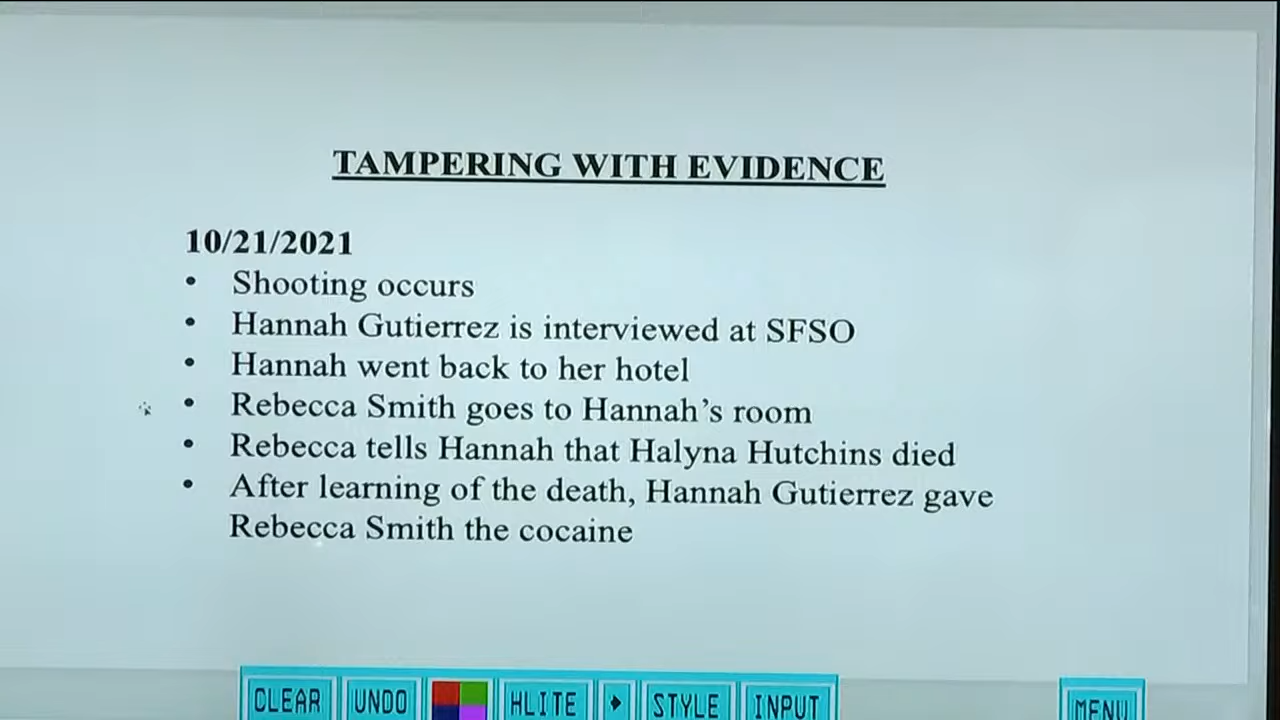 TAMPERING WITH EVIDENCE
10/21/2021
• Shooting occurs
• Hannah Gutierrez is interviewed at SFSO
• Hannah went back to her hotel
• Rebecca Smith goes to Hannah's room
• Rebecca tells Hannah that Halyna Hutchins died
• After learning of the death, Hannah Gutierrez gave
Rebecca Smith the cocaine
CLEAR UNDO HLITE STYLE INPUT MENU